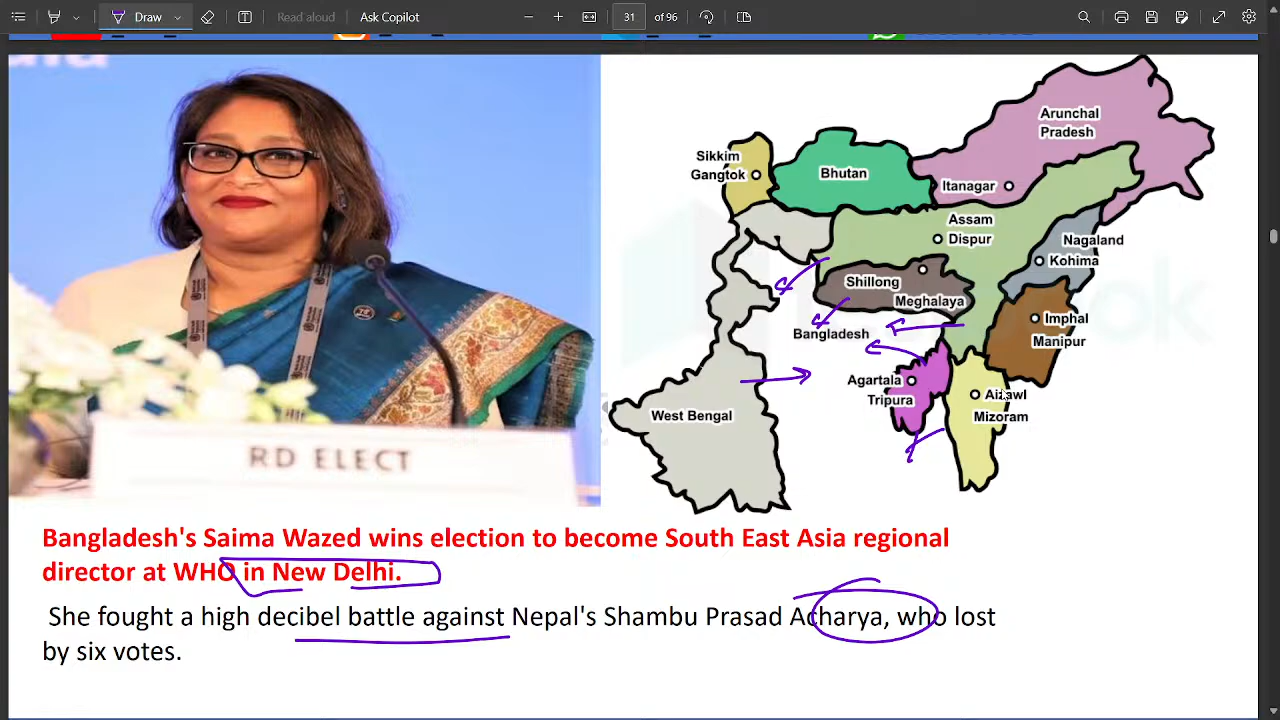 Draw
Read aloud
Ask Copilot
31
of 96
Sikkim
Gangtok
Bhutan
Arunchal
Pradesh
Itanagar
Assam
Dispur
Nagaland
Kohima
Shillong
Meghalaya
Bangladesh
Imphal
Manipur
Agartala
Tripura
Aizawl
Mizoram
West Bengal
RD ELECT
Bangladesh's Saima Wazed wins election to become South East Asia regional
director at WHO in New Delhi.
She fought a high decibel battle against Nepal's Shambu Prasad Acharya, who lost
by six votes.